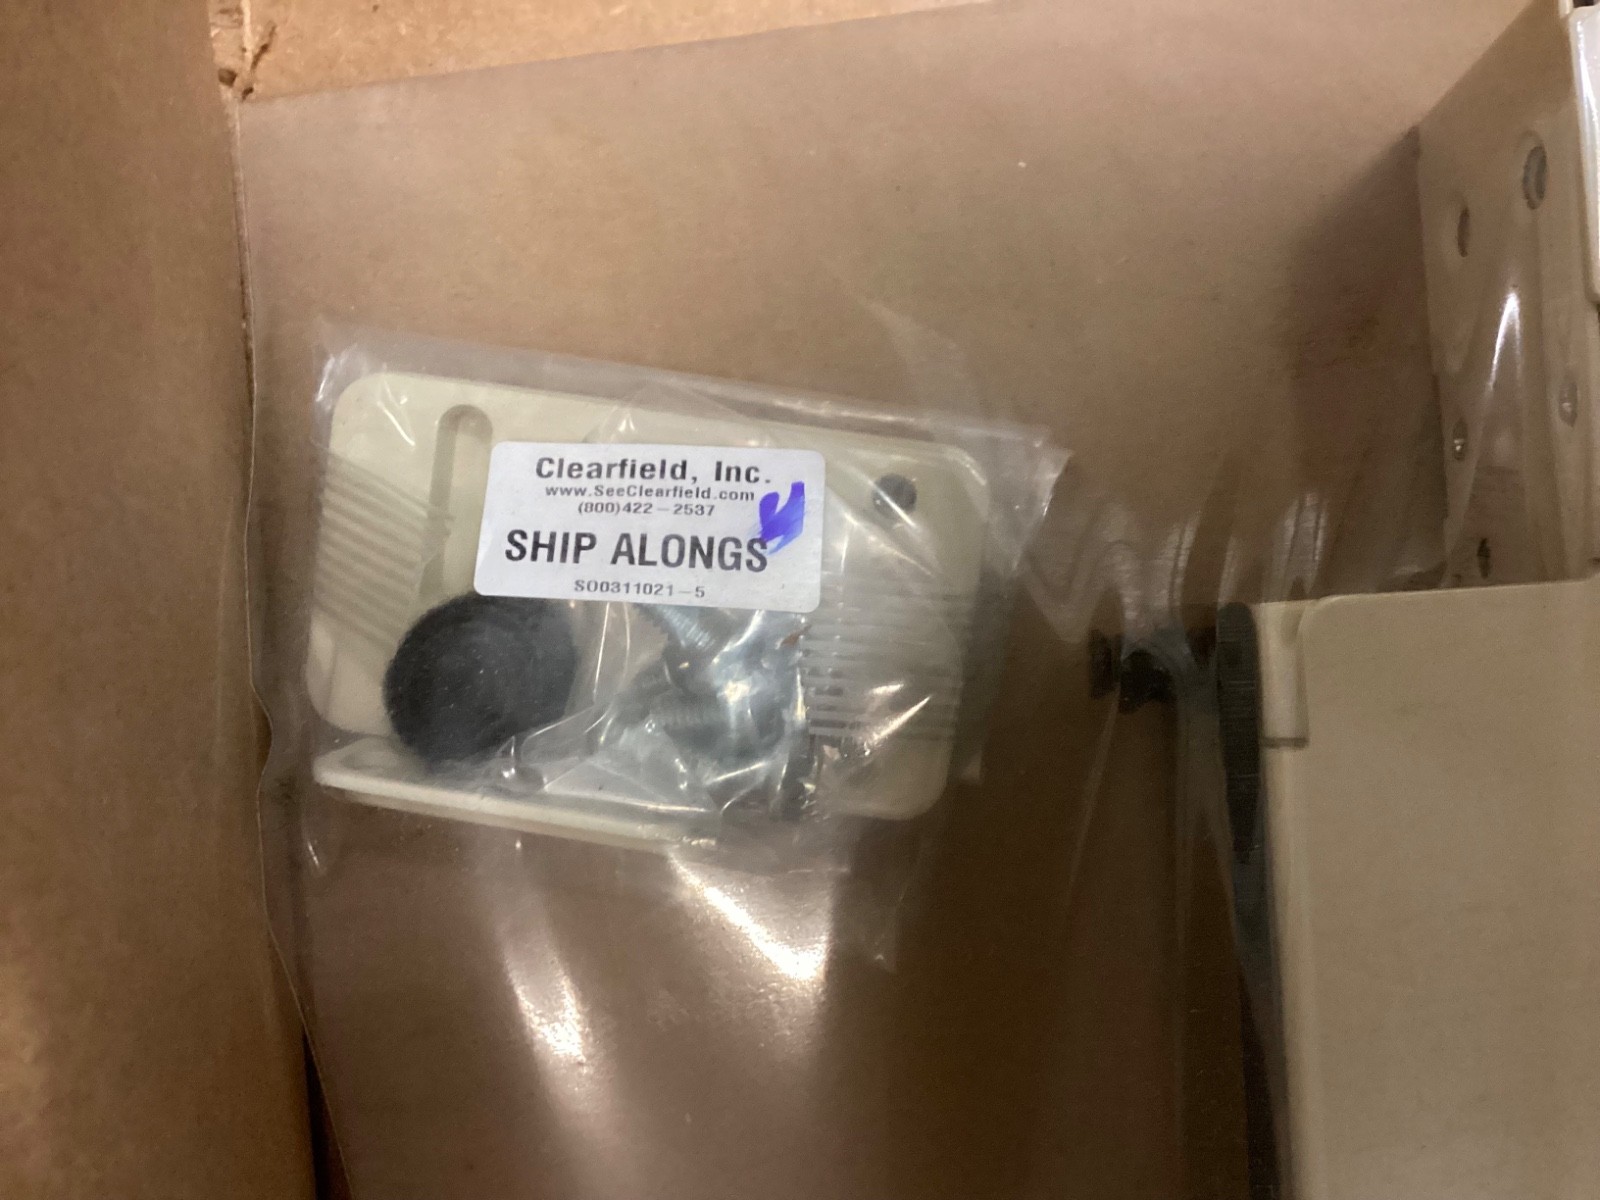 Clearfield, Inc.
www.SeeClearfield.com
(800)422-2537
SHIP ALONGS
SO0311021-5